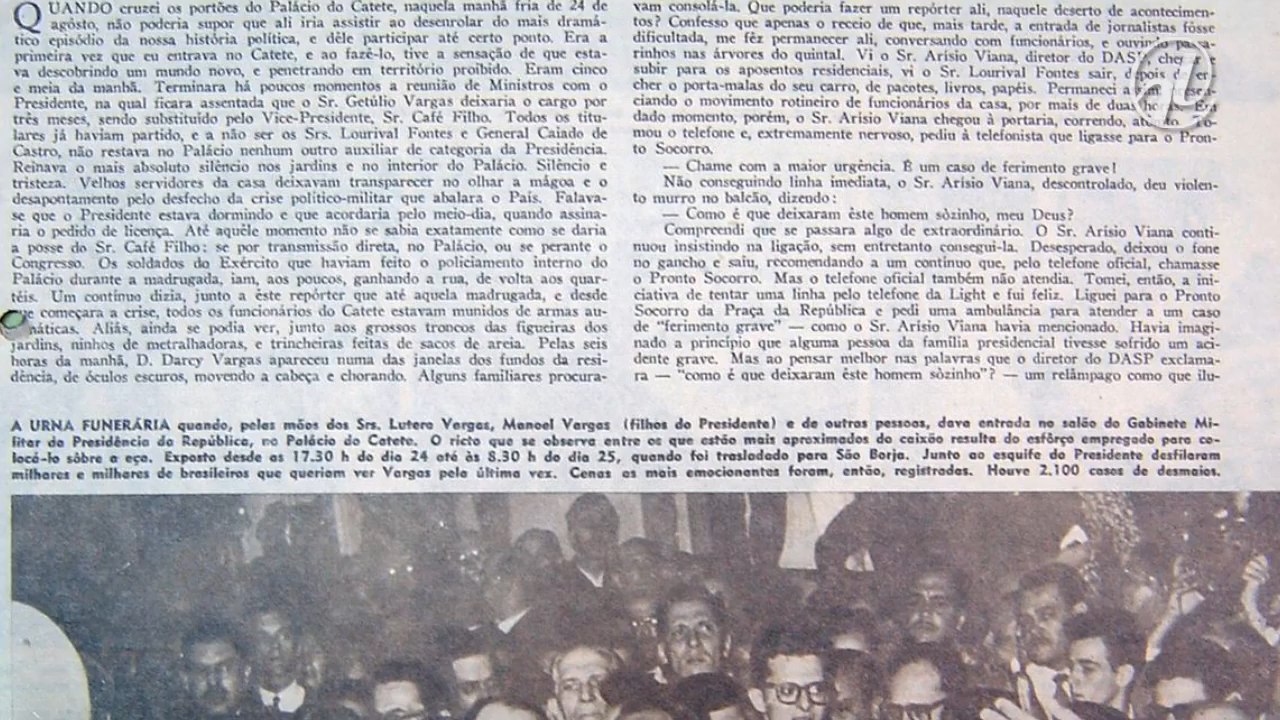 QUANDO cruzei os portões do Palácio do Catete, naquela manhã fria de 24 de
agôsto, não poderia supor que ali iria assistir ao desenrolar do mais dramá-
tico episódio da nossa história política, e dêle participar até certo ponto. Era a
primeira vez que eu entrava no Catete, e ao fazê-lo, tive a sensação de que esta-
va descobrindo um mundo novo, e penetrando em território proibido. Eram cinco
e meia da manhã. Terminara há poucos momentos a reunião de Ministros com o
Presidente, na qual ficara assentada que o Sr. Getúlio Vargas deixaria o cargo por
três meses, sendo substituído pelo Vice-Presidente, Sr. Café Filho. Todos os titu-
lares já haviam partido, e a não ser os Srs. Lourival Fontes e General Caiado de
Castro, não restava no Palácio nenhum outro auxiliar de categoria da Presidência.
Reinava o mais absoluto silêncio nos jardins e no interior do Palácio. Silêncio e
tristeza. Velhos servidores da casa deixavam transparecer no olhar a mágoa e o
desapontamento pelo desfecho da crise político-militar que abalara o País. Falava-
se que o Presidente estava dormindo e que acordaria pelo meio-dia, quando assina-
ria o pedido de licença. Até aquêle momento não se sabia exatamente como se daria
a posse do Sr. Café Filho: se por transmissão direta, no Palácio, ou se perante o
Congresso. Os soldados do Exército que haviam feito o policiamento interno do
Palácio durante a madrugada, iam, aos poucos, ganhando a rua, de volta aos quar-
téis. Um contínuo dizia, junto a êste repórter que até aquela madrugada, e desde
começara a crise, todos os funcionários do Catete estavam munidos de armas au-
máticas. Aliás, ainda se podia ver, junto aos grossos troncos das figueiras dos
jardins, ninhos de metralhadoras, e trincheiras feitas de sacos de areia. Pelas seis
horas da manhã, D. Darcy Vargas apareceu numa das janelas dos fundos da resi-
dência, de óculos escuros, movendo a cabeça e chorando. Alguns familiares procura-
vam consolá-la. Que poderia fazer um repórter ali, naquele deserto de acontecimen-
tos? Confesso que apenas o receio de que, mais tarde, a entrada de jornalistas fôsse
dificultada, me fêz permanecer ali, conversando com funcionários, e ouvindo passa-
rinhos nas árvores do quintal. Vi o Sr. Arísio Viana, diretor do DASP
subir para os aposentos residenciais, vi o Sr. Lourival Fontes sair, depois de
cher o porta-malas do seu carro, de pacotes, livros, papéis. Permaneci
ciando o movimento rotineiro de funcionários da casa, por mais de duas Era
dado momento, porém, o Sr. Arísio Viana chegou à portaria, correndo,
mou o telefone e, extremamente nervoso, pediu à telefonista que ligasse para o Pron-
to Socorro.
— Chame com a maior urgência. É um caso de ferimento grave!
Não conseguindo linha imediata, o Sr. Arísio Viana, descontrolado, deu violen-
to murro no balcão, dizendo:
— Como é que deixaram êste homem sòzinho, meu Deus?
Compreendi que se passara algo de extraordinário. O Sr. Arísio Viana conti-
nuou insistindo na ligação, sem entretanto consegui-la. Desesperado, deixou o fone
no gancho e saiu, recomendando a um contínuo que, pelo telefone oficial, chamasse
o Pronto Socorro. Mas o telefone oficial também não atendia. Tomei, então, a ini-
ciativa de tentar uma linha pelo telefone da Light e fui feliz. Liguei para o Pronto
Socorro da Praça da República e pedi uma ambulância para atender a um caso
de "ferimento grave" — como o Sr. Arísio Viana havia mencionado. Havia imagi-
nado a princípio que alguma pessoa da família presidencial tivesse sofrido um aci-
dente grave. Mas ao pensar melhor nas palavras que o diretor do DASP exclama-
ra — "como é que deixaram êste homem sòzinho"? — um relâmpago como que ilu-
A URNA FUNERÁRIA quando, pelas mãos dos Srs. Lutero Vargas, Manoel Vargas (filhos do Presidente) e de outras pessoas, dava entrada no salão do Gabinete Mi-
litar da Presidência da República, no Palácio do Catete. O ricto que se observa entre os que estão mais aproximados do caixão resulta do esfôrço empregado para co-
locá-lo sôbre a eça. Exposto desde as 17.30 h do dia 24 até às 8.30 h do dia 25, quando foi trasladado para São Borja. Junto ao esquife do Presidente desfilaram
milhares e milhares de brasileiros que queriam ver Vargas pela última vez. Cenas as mais emocionantes foram, então, registradas. Houve 2.100 casos de desmaios.